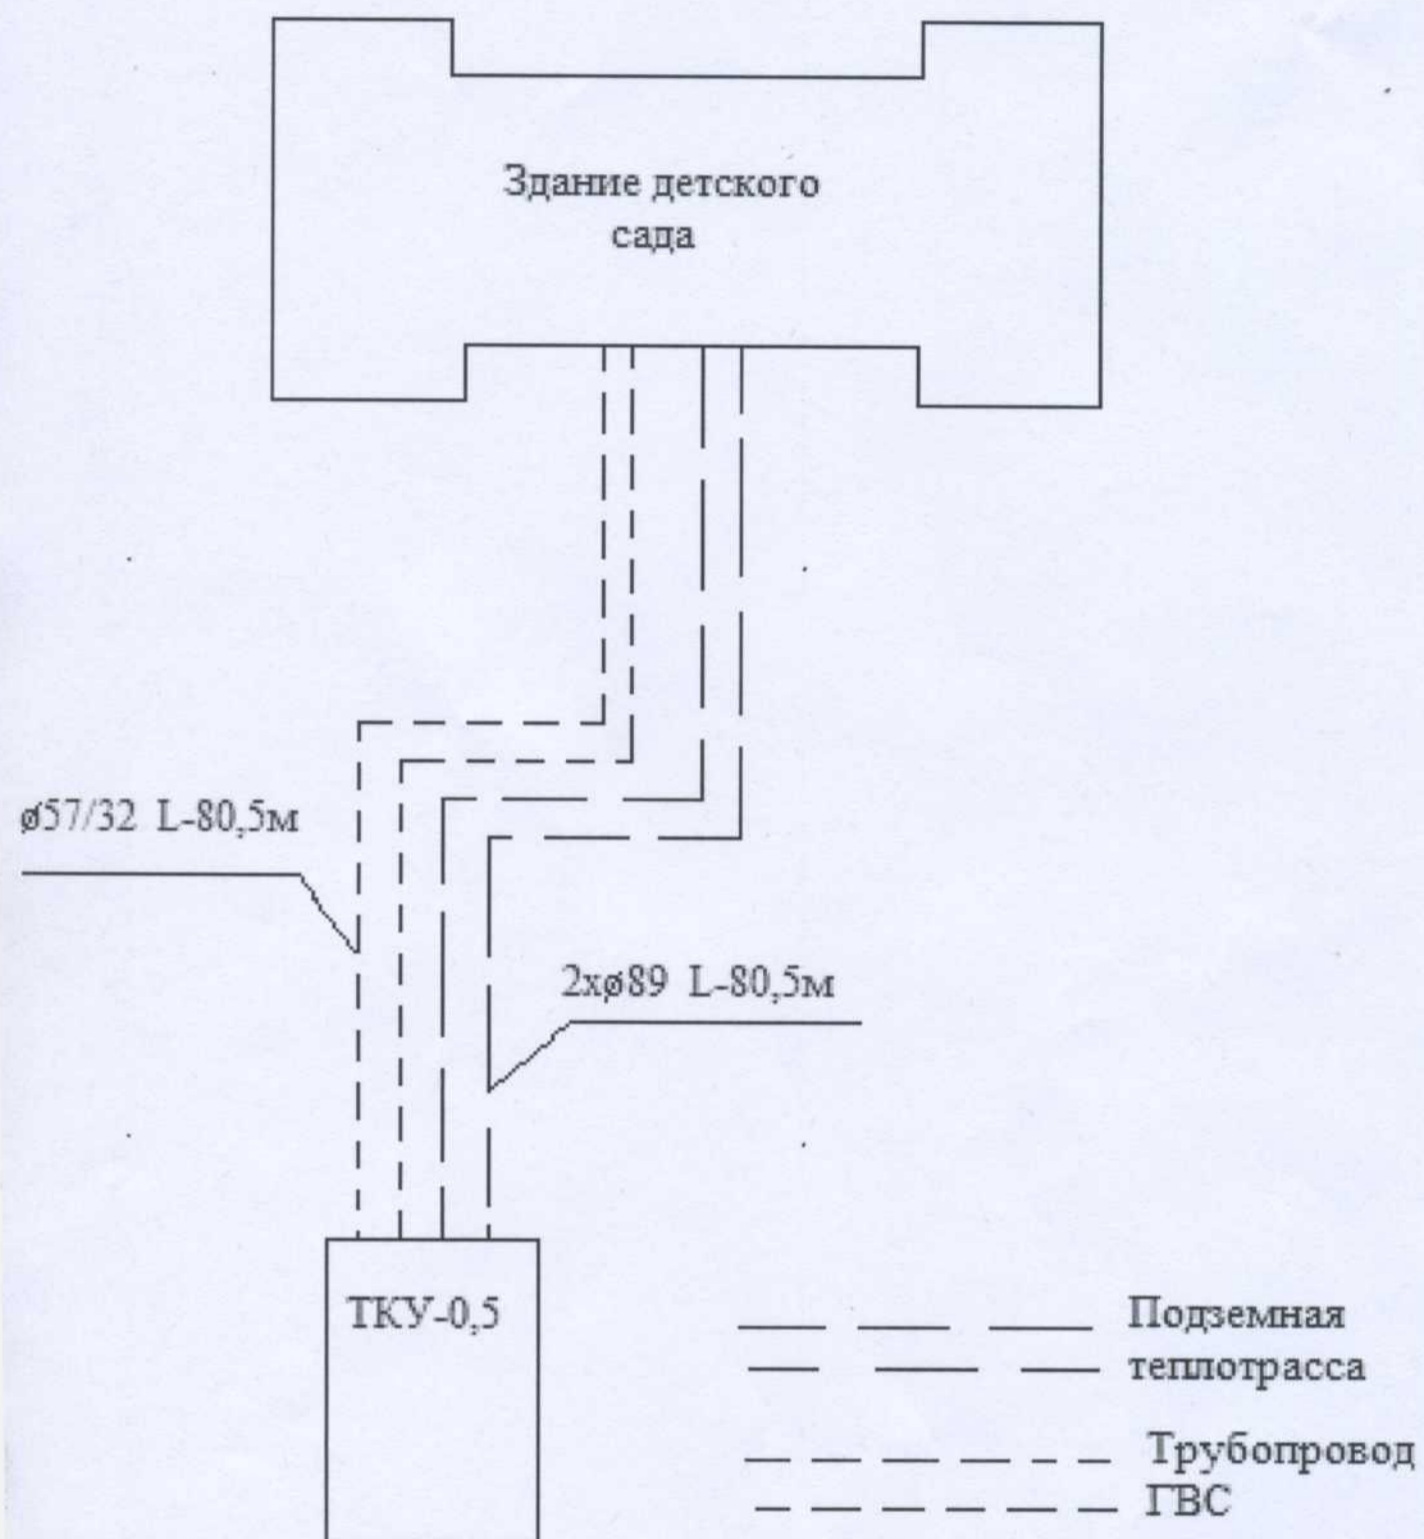 Здание детского
сада
ø57/32 L-80,5м
2xø89 L-80,5м
ТКУ-0,5
Подземная
теплотрасса
Трубопровод
ГВС